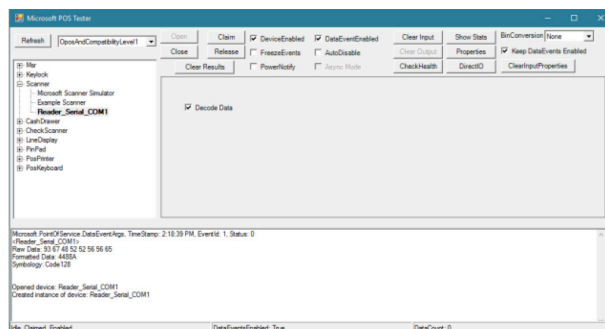 Microsoft POS Tester
Refresh
OposAndCompatibilityLevel1
Open
Claim
DeviceEnabled
DataEventEnabled
Clear Input
Show Stats
BinConversion None
Close
Release
FreezeEvents
AutoDisable
Clear Output
Properties
Keep DataEvents Enabled
Clear Results
PowerNotify
Async Mode
CheckHealth
DirectIO
ClearInputProperties
Msr
Keylock
Scanner
Microsoft Scanner Simulator
Example Scanner
Reader_Serial_COM1
CashDrawer
CheckScanner
LineDisplay
PinPad
PosPrinter
PosKeyboard
Decode Data
Microsoft.PointOfService.DataEventArgs, TimeStamp: 2:18:39 PM, EventId: 1, Status: 0
<Reader_Serial_COM1>
Raw Data: 93 67 48 52 52 56 56 65
Formatted Data: 4488A
Symbology: Code128
Opened device: Reader_Serial_COM1
Created instance of device: Reader_Serial_COM1
Idle, Claimed, Enabled
DataEventsEnabled: True
DataCount: 0